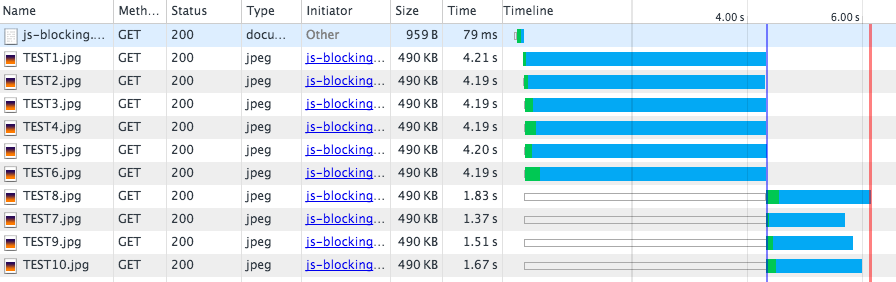 Name Meth... Status Type Initiator Size Time Timeline
4.00 s 6.00 s
js-blocking.... GET 200 docu... Other 959 B 79 ms
TEST1.jpg GET 200 jpeg js-blocking... 490 KB 4.21 s
TEST2.jpg GET 200 jpeg js-blocking... 490 KB 4.19 s
TEST3.jpg GET 200 jpeg js-blocking... 490 KB 4.19 s
TEST4.jpg GET 200 jpeg js-blocking... 490 KB 4.19 s
TEST5.jpg GET 200 jpeg js-blocking... 490 KB 4.20 s
TEST6.jpg GET 200 jpeg js-blocking... 490 KB 4.19 s
TEST8.jpg GET 200 jpeg js-blocking... 490 KB 1.83 s
TEST7.jpg GET 200 jpeg js-blocking... 490 KB 1.37 s
TEST9.jpg GET 200 jpeg js-blocking... 490 KB 1.51 s
TEST10.jpg GET 200 jpeg js-blocking... 490 KB 1.67 s